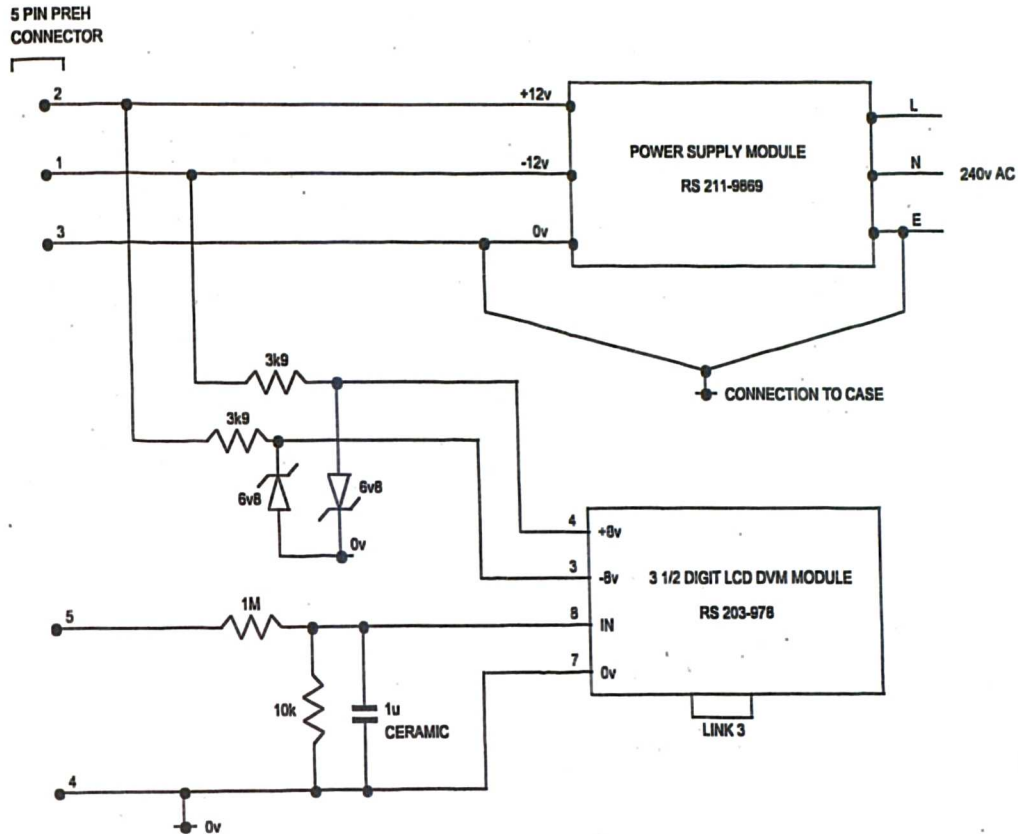 5 PIN PREH
CONNECTOR
2
+12v
L
1
-12v
POWER SUPPLY MODULE
RS 211-9869
N
240v AC
3
0v
E
3k9
CONNECTION TO CASE
3k9
6v8
6v8
0v
4
+8v
3
-8v
3 1/2 DIGIT LCD DVM MODULE
RS 203-978
5
1M
8
IN
7
0v
10k
1u
CERAMIC
LINK 3
4
0v